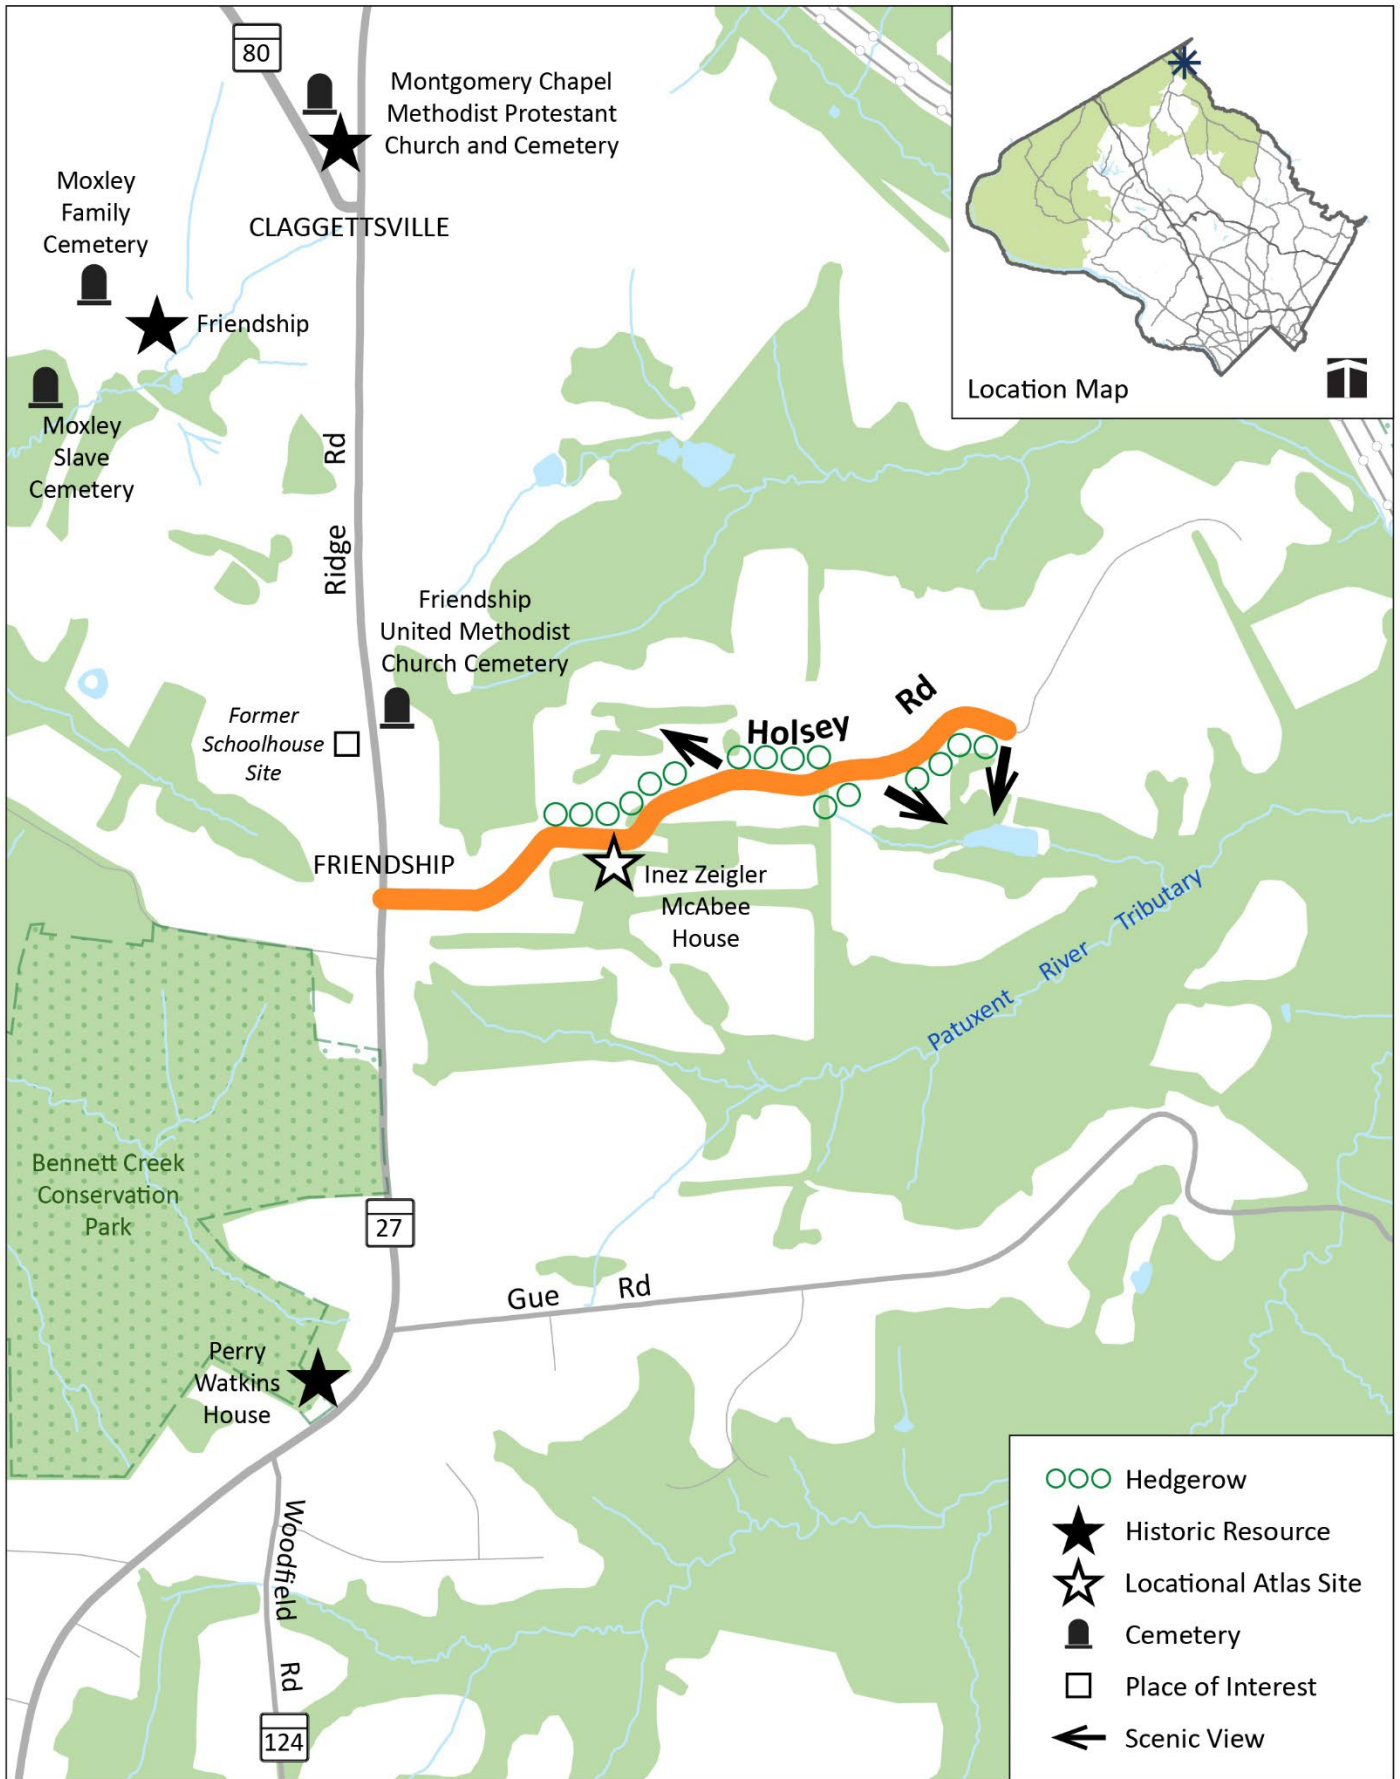 80
Montgomery Chapel
Methodist Protestant
Church and Cemetery
Moxley
Family
Cemetery
CLAGGETTSVILLE
Friendship
Moxley
Slave
Cemetery
Ridge Rd
Location Map
Friendship
United Methodist
Church Cemetery
Former
Schoolhouse
Site
Holsey Rd
FRIENDSHIP
Inez Zeigler
McAbee
House
Patuxent River Tributary
Bennett Creek
Conservation
Park
27
Gue Rd
Perry
Watkins
House
Woodfield Rd
124
Hedgerow
Historic Resource
Locational Atlas Site
Cemetery
Place of Interest
Scenic View